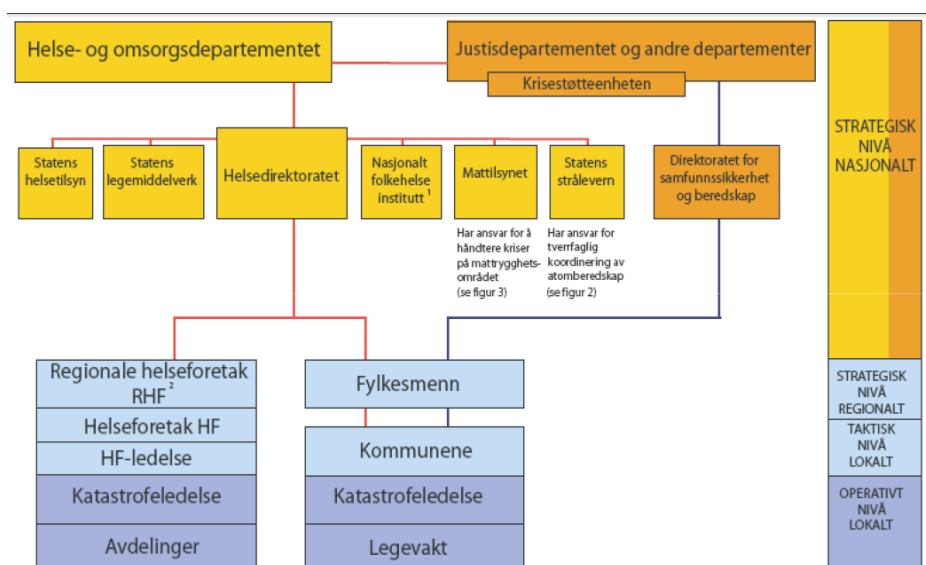 Helse- og omsorgsdepartementet
Justisdepartementet og andre departementer
Krisestøtteenheten
Statens
helsetilsyn
Statens
legemiddelverk
Helsedirektoratet
Nasjonalt
folkehelse
institutt 1
Mattilsynet
Statens
strålevern
Direktoratet for
samfunnssikkerhet
og beredskap
Har ansvar for å
håndtere kriser
på mattrygghets-
området
(se figur 3)
Har ansvar for
tverrfaglig
koordinering av
atomberedskap
(se figur 2)
STRATEGISK
NIVÅ
NASJONALT
Regionale helseforetak
RHF 2
Helseforetak HF
HF-ledelse
Katastrofeledelse
Avdelinger
Fylkesmenn
Kommunene
Katastrofeledelse
Legevakt
STRATEGISK
NIVÅ
REGIONALT
TAKTISK
NIVÅ
LOKALT
OPERATIVT
NIVÅ
LOKALT